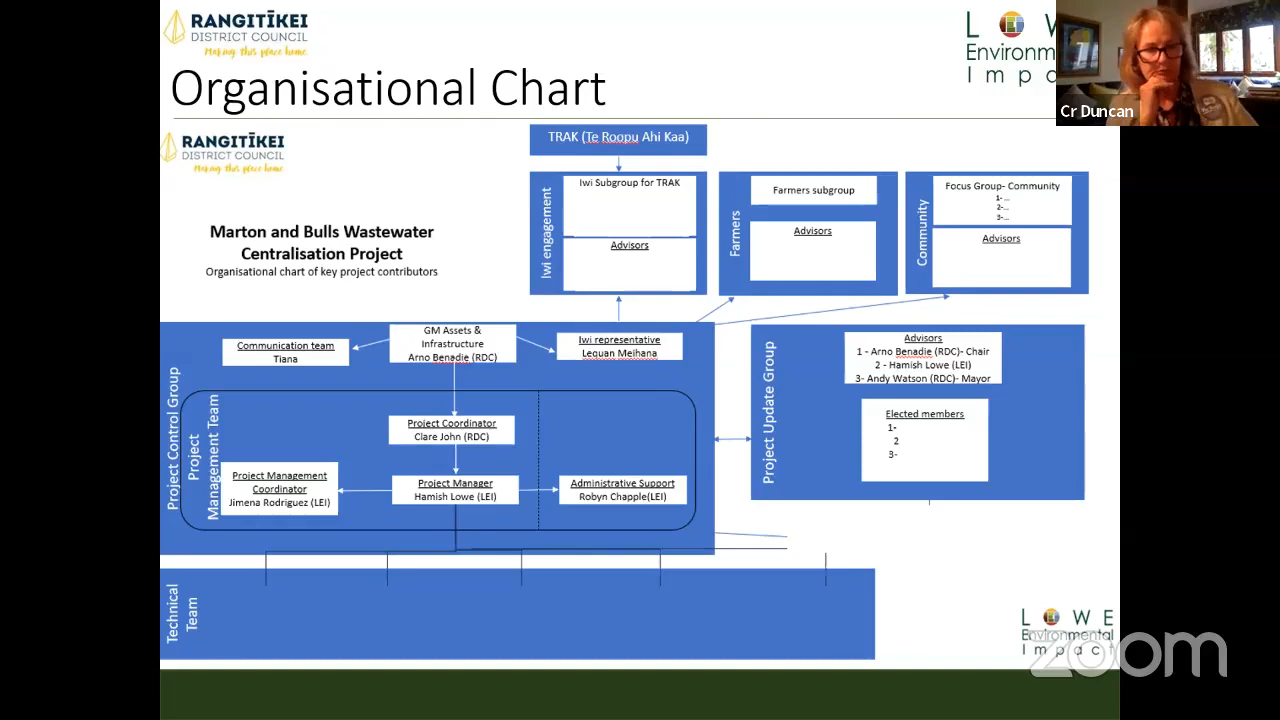 RANGITĪKEI
DISTRICT COUNCIL
Making this place home
L O W
Environmental
I m p a
Cr Duncan
Organisational Chart
RANGITĪKEI
DISTRICT COUNCIL
Making this place home
Marton and Bulls Wastewater
Centralisation Project
Organisational chart of key project contributors
TRAK (Te Roopu Ahi Kaa)
Iwi engagement
Iwi Subgroup for TRAK
Advisors
Farmers
Farmers subgroup
Advisors
Community
Focus Group- Community
1- ...
2-...
3-...
Advisors
Project Control Group
Communication team
Tiana
GM Assets &
Infrastructure
Arno Benadie (RDC)
Iwi representative
Lequan Meihana
Project
Management Team
Project Coordinator
Clare John (RDC)
Project Management
Coordinator
Jimena Rodriguez (LEI)
Project Manager
Hamish Lowe (LEI)
Administrative Support
Robyn Chapple(LEI)
Project Update Group
Advisors
1 - Arno Benadie (RDC)- Chair
2 - Hamish Lowe (LEI)
3- Andy Watson (RDC)- Mayor
Elected members
1-
2
3-
Technical
Team
L O W E
Environmental
I m p a c t
zoom